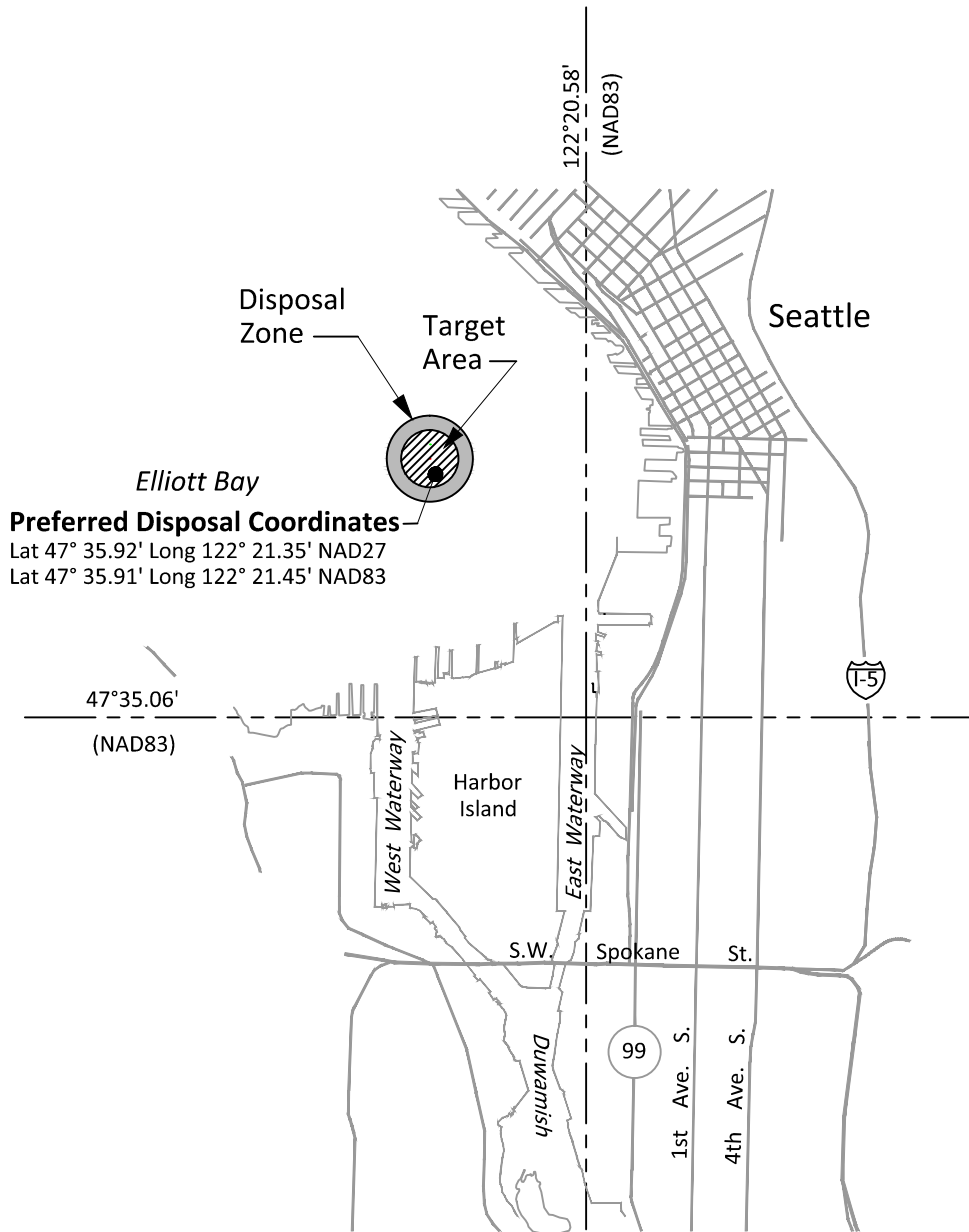 122°20.58'
(NAD83)
Disposal
Zone
Target
Area
Seattle
Elliott Bay
Preferred Disposal Coordinates
Lat 47° 35.92' Long 122° 21.35' NAD27
Lat 47° 35.91' Long 122° 21.45' NAD83
I-5
47°35.06'
(NAD83)
Harbor
Island
West Waterway
East Waterway
S.W. Spokane St.
99
Duwamish
1st Ave. S.
4th Ave. S.